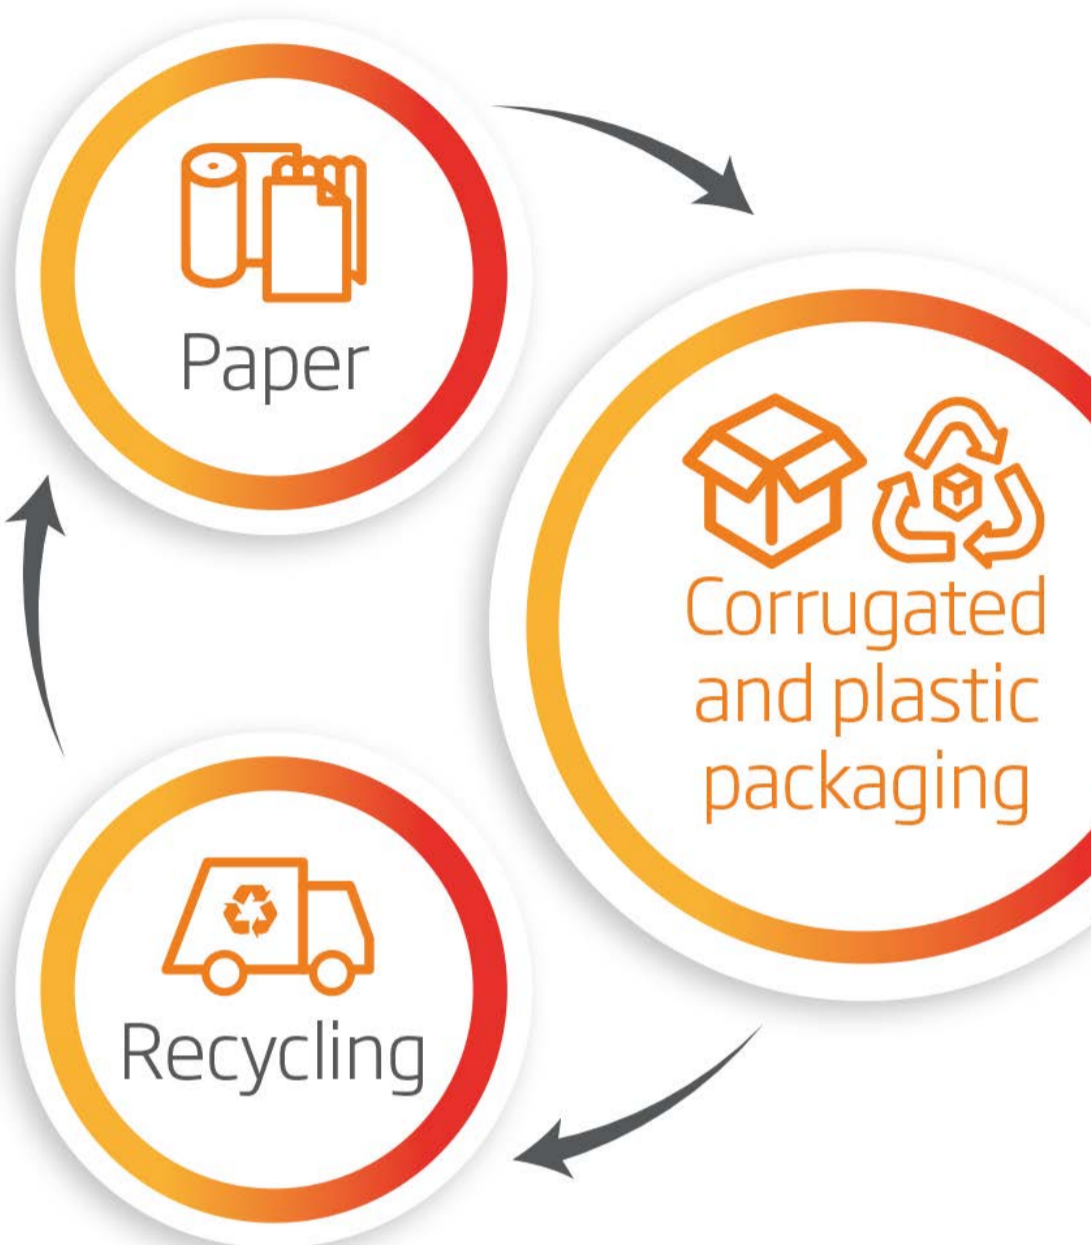 Paper
Corrugated
and plastic
packaging
Recycling